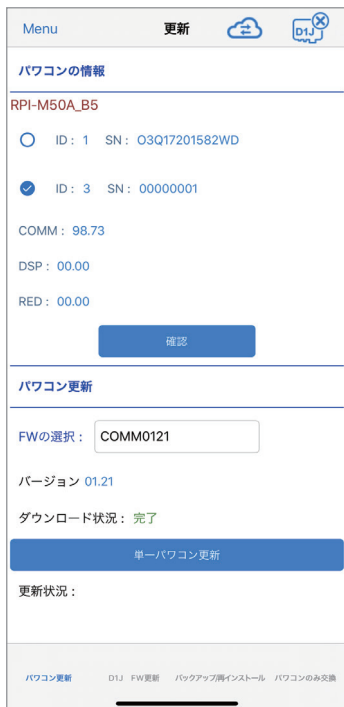 Menu 更新 D1J
パワコンの情報
RPI-M50A_B5
ID : 1 SN : O3Q17201582WD
ID : 3 SN : 00000001
COMM : 98.73
DSP : 00.00
RED : 00.00
確認
パワコン更新
FWの選択 : COMM0121
バージョン 01.21
ダウンロード状況 : 完了
単一パワコン更新
更新状況 :
パワコン更新 D1J FW更新 バックアップ/再インストール パワコンのみ交換